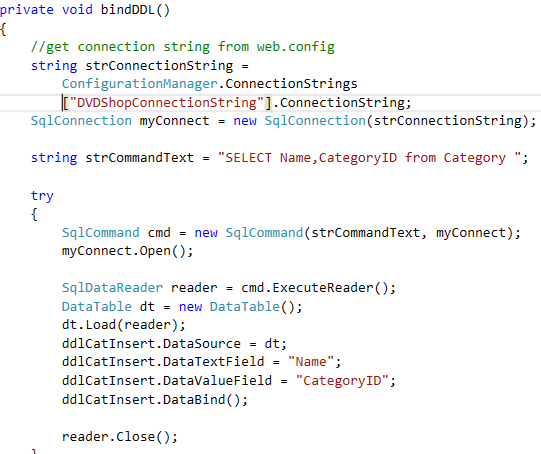 private void bindDDL()
{
//get connection string from web.config
string strConnectionString =
ConfigurationManager.ConnectionStrings
["DVDShopConnectionString"].ConnectionString;
SqlConnection myConnect = new SqlConnection(strConnectionString);
string strCommandText = "SELECT Name,CategoryID from Category ";
try
{
SqlCommand cmd = new SqlCommand(strCommandText, myConnect);
myConnect.Open();
SqlDataReader reader = cmd.ExecuteReader();
DataTable dt = new DataTable();
dt.Load(reader);
ddlCatInsert.DataSource = dt;
ddlCatInsert.DataTextField = "Name";
ddlCatInsert.DataValueField = "CategoryID";
ddlCatInsert.DataBind();
reader.Close();